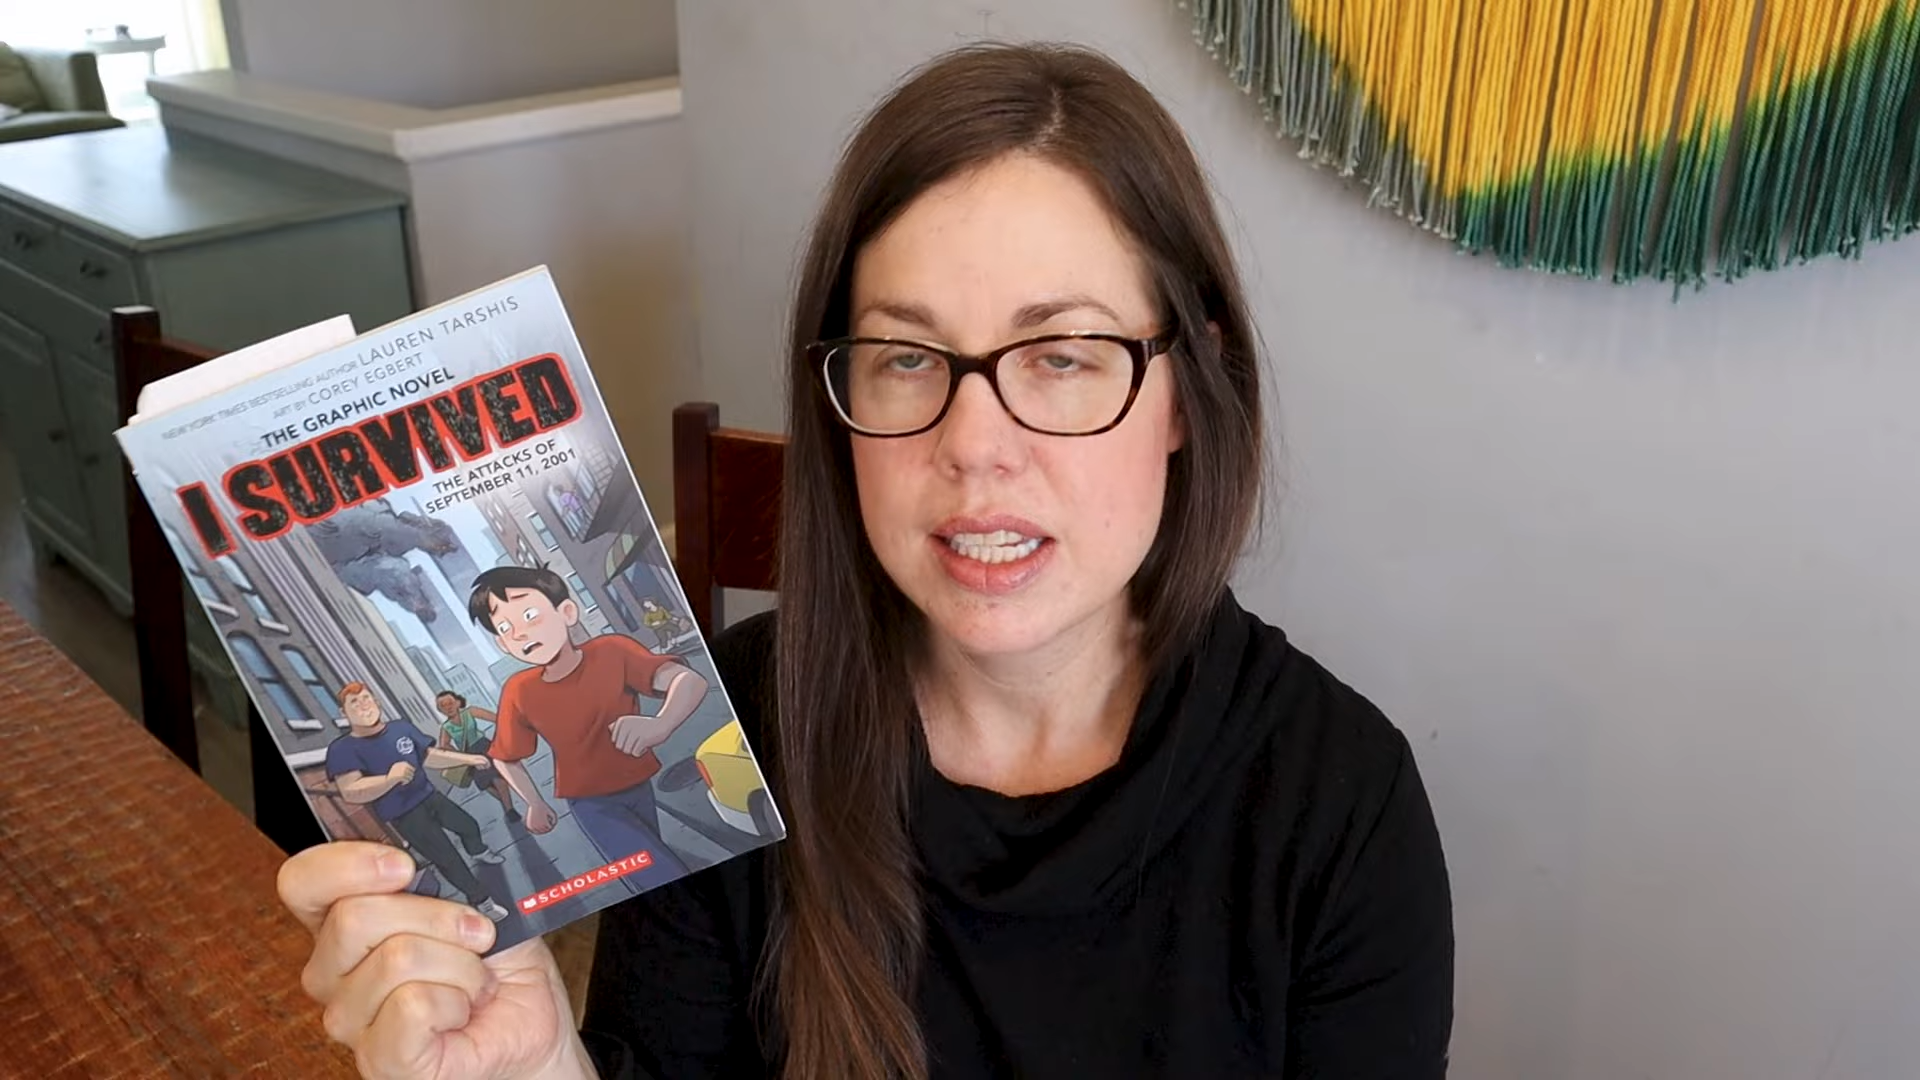 NEW YORK TIMES BESTSELLING AUTHOR LAUREN TARSHIS
ART BY COREY EGBERT
THE GRAPHIC NOVEL
I SURVIVED
THE ATTACKS OF
SEPTEMBER 11, 2001
SCHOLASTIC